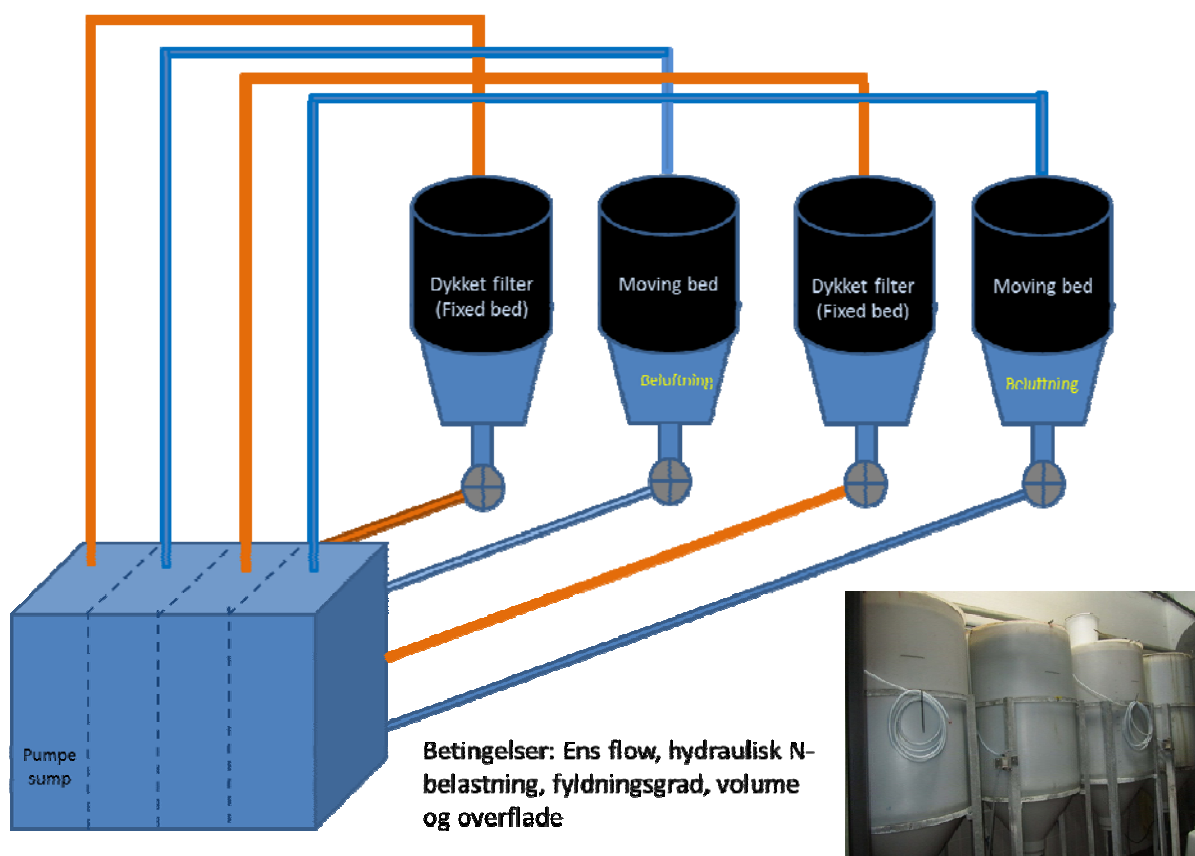 Dykket filter
(Fixed bed)
Moving bed
Dykket filter
(Fixed bed)
Moving bed
Beluftning
Beluftning
Pumpe
sump
Betingelser: Ens flow, hydraulisk N-
belastning, fyldningsgrad, volume
og overflade